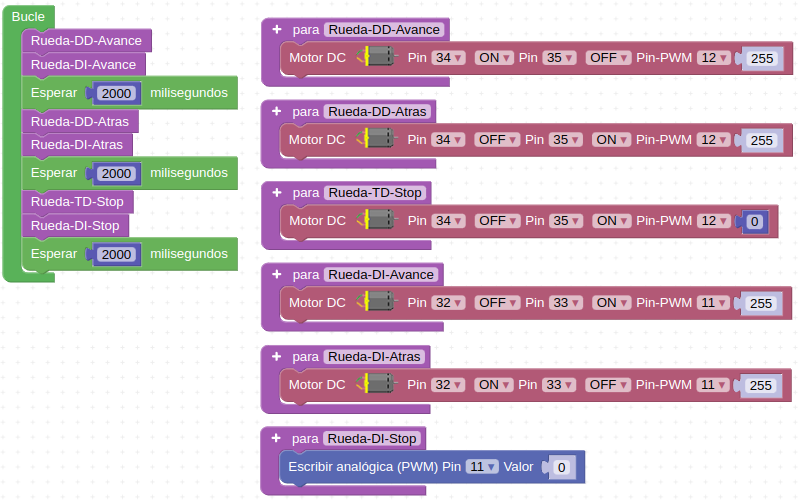 Bucle
Rueda-DD-Avance
Rueda-DI-Avance
Esperar 2000 milisegundos
Rueda-DD-Atras
Rueda-DI-Atras
Esperar 2000 milisegundos
Rueda-TD-Stop
Rueda-DI-Stop
Esperar 2000 milisegundos
+ para Rueda-DD-Avance
Motor DC Pin 34 ▾ ON ▾ Pin 35 ▾ OFF ▾ Pin-PWM 12 ▾ 255
+ para Rueda-DD-Atras
Motor DC Pin 34 ▾ OFF ▾ Pin 35 ▾ ON ▾ Pin-PWM 12 ▾ 255
+ para Rueda-TD-Stop
Motor DC Pin 34 ▾ OFF ▾ Pin 35 ▾ ON ▾ Pin-PWM 12 ▾ 0
+ para Rueda-DI-Avance
Motor DC Pin 32 ▾ OFF ▾ Pin 33 ▾ ON ▾ Pin-PWM 11 ▾ 255
+ para Rueda-DI-Atras
Motor DC Pin 32 ▾ ON ▾ Pin 33 ▾ OFF ▾ Pin-PWM 11 ▾ 255
+ para Rueda-DI-Stop
Escribir analógica (PWM) Pin 11 ▾ Valor 0